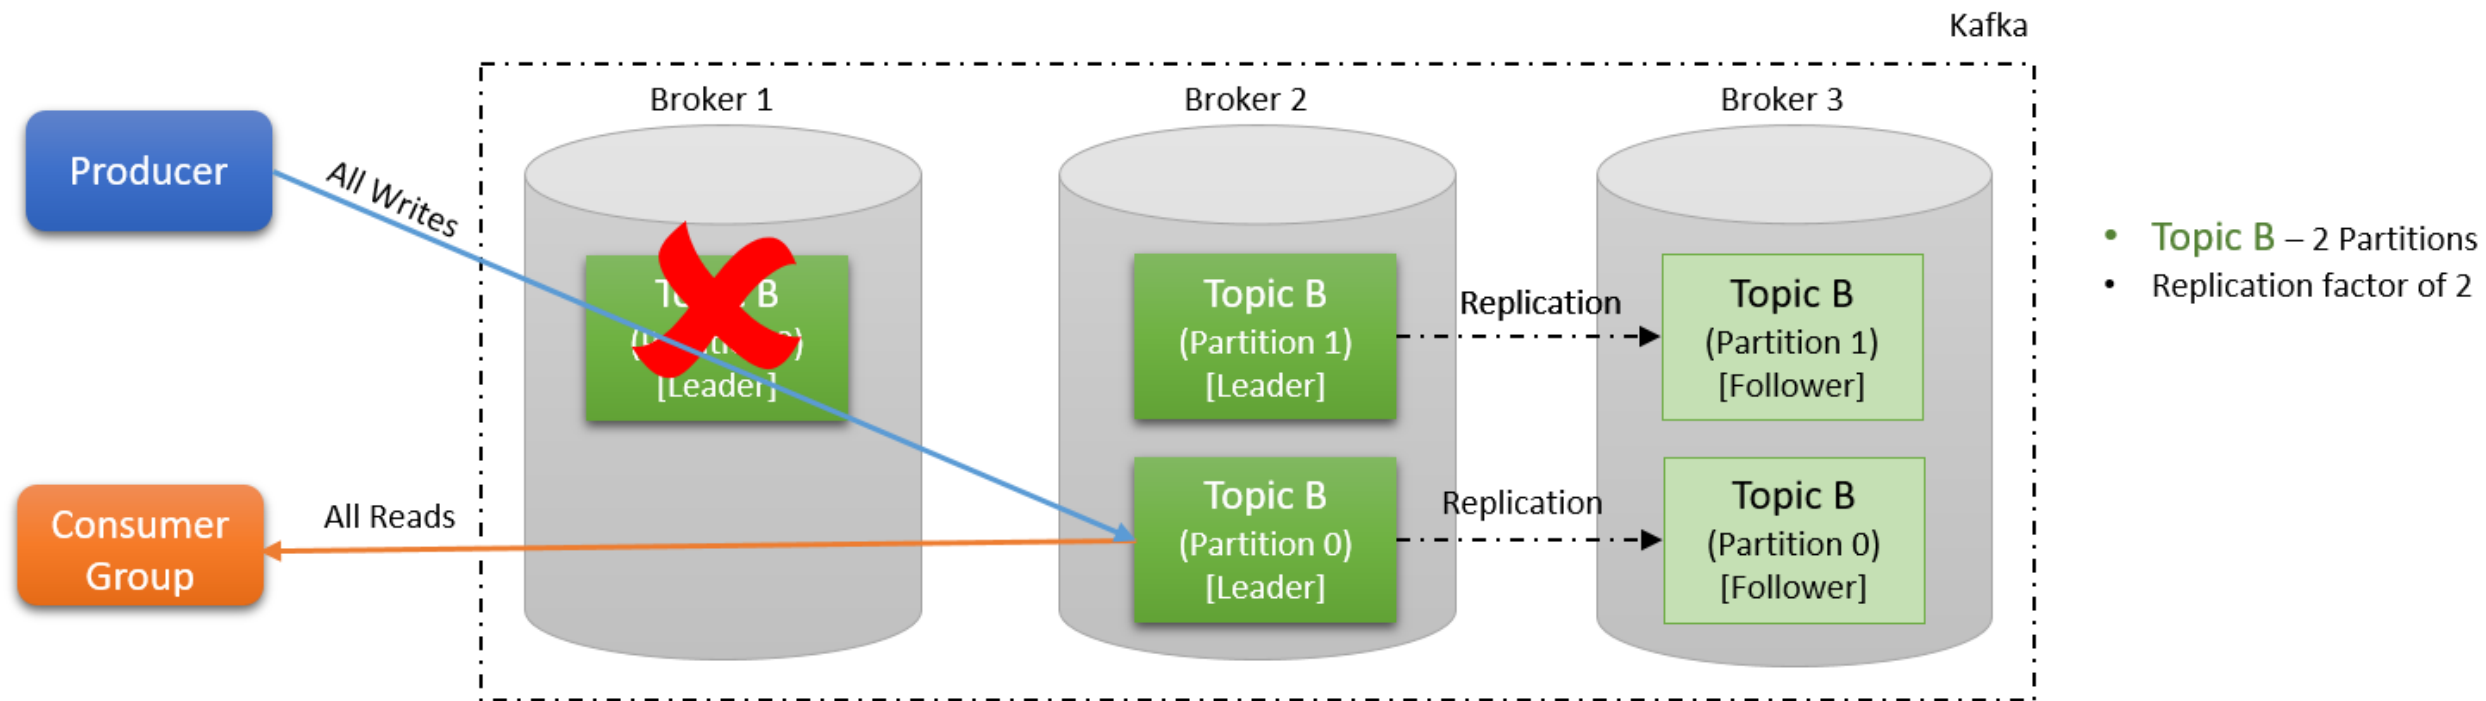 Kafka
Broker 1
Broker 2
Broker 3
Producer
All Writes
B
[Leader]
Topic B
(Partition 1)
[Leader]
Replication
Topic B
(Partition 1)
[Follower]
• Topic B – 2 Partitions
• Replication factor of 2
Consumer
Group
All Reads
Topic B
(Partition 0)
[Leader]
Replication
Topic B
(Partition 0)
[Follower]